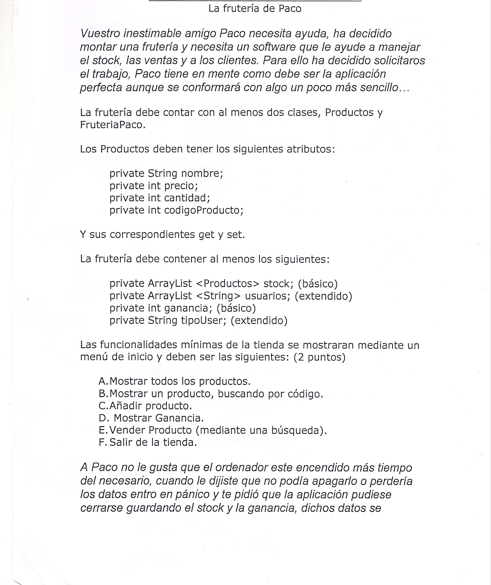 La frutería de Paco
Vuestro inestimable amigo Paco necesita ayuda, ha decidido
montar una frutería y necesita un software que le ayude a manejar
el stock, las ventas y a los clientes. Para ello ha decidido solicitaros
el trabajo, Paco tiene en mente como debe ser la aplicación
perfecta aunque se conformará con algo un poco más sencillo…
La frutería debe contar con al menos dos clases, Productos y
FruteriaPaco.
Los Productos deben tener los siguientes atributos:
private String nombre;
private int precio;
private int cantidad;
private int codigoProducto;
Y sus correspondientes get y set.
La frutería debe contener al menos los siguientes:
private ArrayList <Productos> stock; (básico)
private ArrayList <String> usuarios; (extendido)
private int ganancia; (básico)
private String tipoUser; (extendido)
Las funcionalidades mínimas de la tienda se mostraran mediante un
menú de inicio y deben ser las siguientes: (2 puntos)
A.Mostrar todos los productos.
B.Mostrar un producto, buscando por código.
C.Añadir producto.
D. Mostrar Ganancia.
E.Vender Producto (mediante una búsqueda).
F.Salir de la tienda.
A Paco no le gusta que el ordenador este encendido más tiempo
del necesario, cuando le dijiste que no podía apagarlo o perdería
los datos entro en pánico y te pidió que la aplicación pudiese
cerrarse guardando el stock y la ganancia, dichos datos se